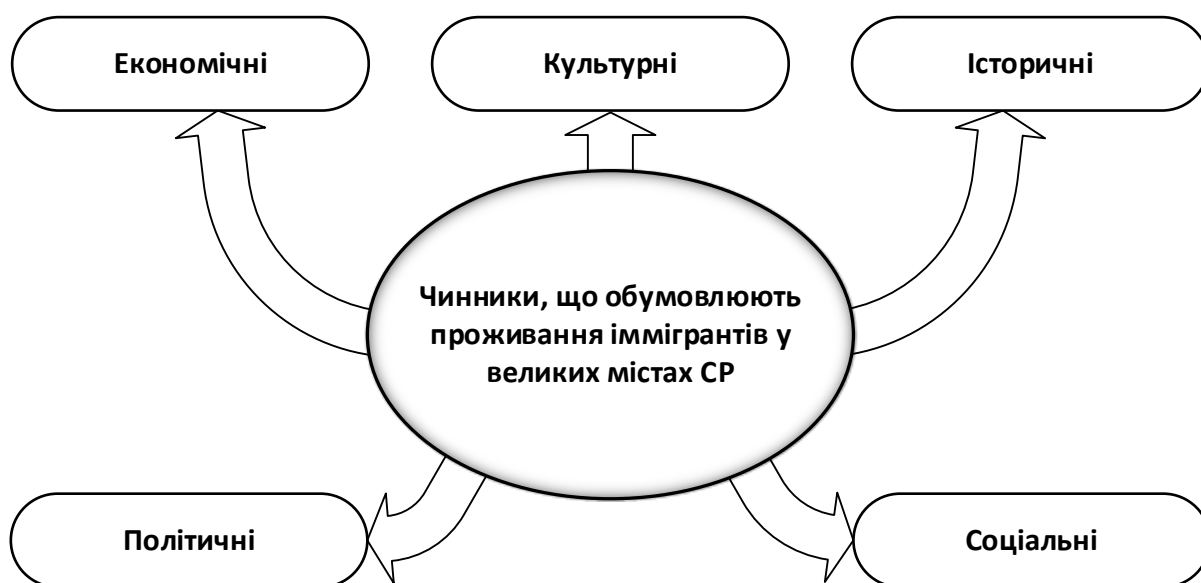 Економічні
Культурні
Історичні
Чинники, що обумовлюють
проживання іммігрантів у
великих містах СР
Політичні
Соціальні